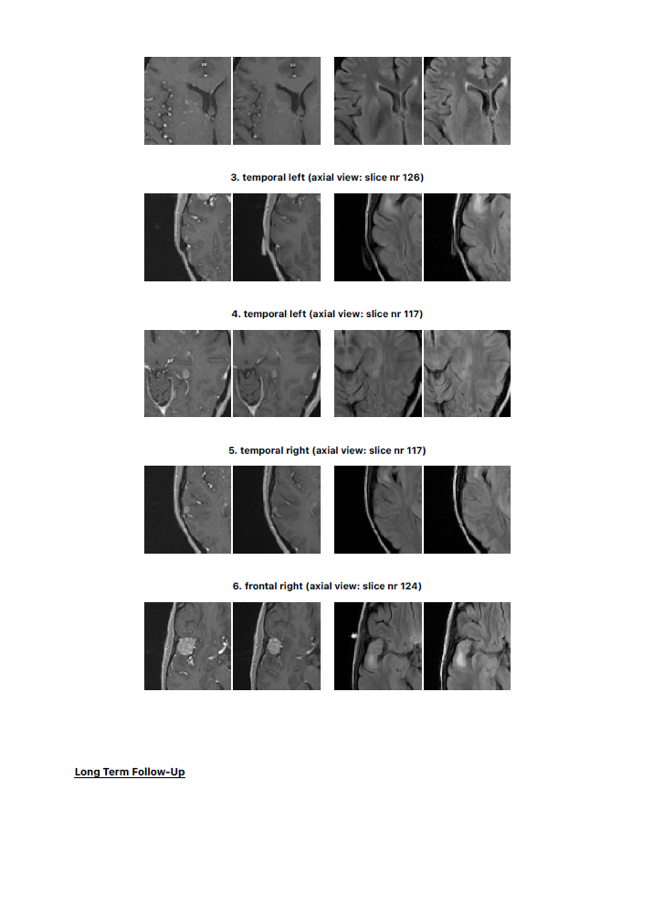 3. temporal left (axial view: slice nr 126)
4. temporal left (axial view: slice nr 117)
5. temporal right (axial view: slice nr 117)
6. frontal right (axial view: slice nr 124)
Long Term Follow-Up